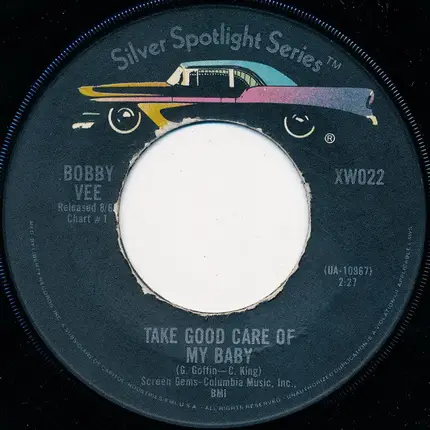 Silver Spotlight Series™
®
BOBBY
VEE
Released 8/6
Chart # 1
XW022
(UA-10967)
2:27
TAKE GOOD CARE OF
MY BABY
(G. Goffin—C. King)
Screen Gems-Columbia Music, Inc.,
BMI